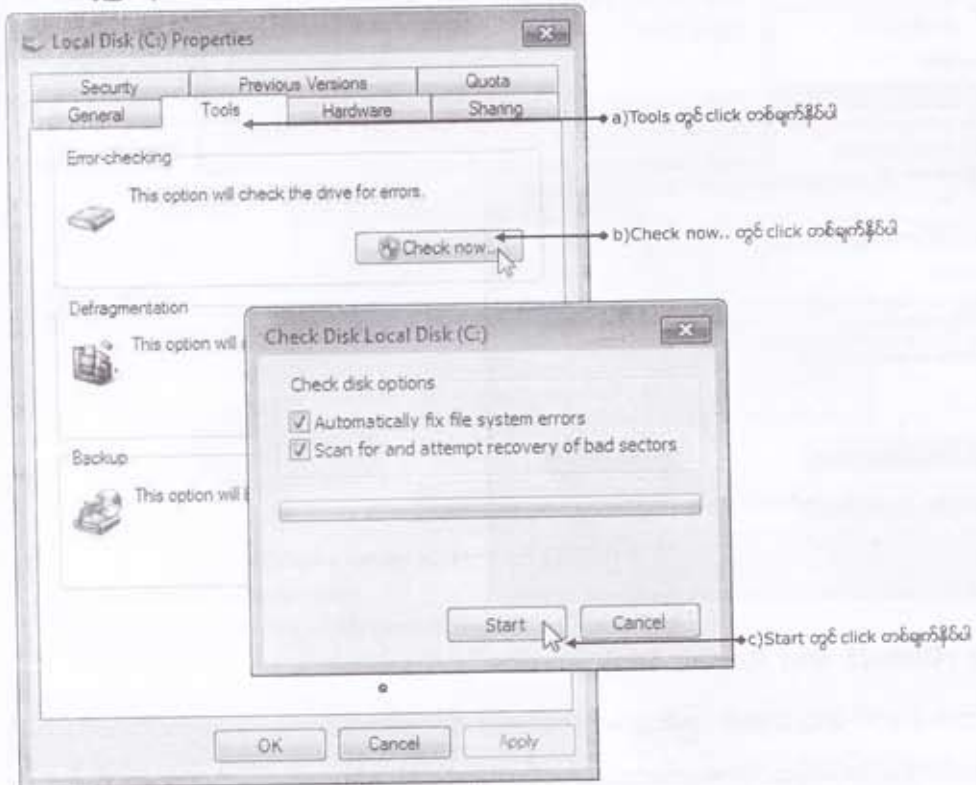 Local Disk (C:) Properties
Security Previous Versions Quota
General Tools Hardware Sharing
a)Tools တွင် click တစ်ချက်နှိပ်ပါ
Error-checking
This option will check the drive for errors.
Check now...
b)Check now.. တွင် click တစ်ချက်နှိပ်ပါ
Defragmentation
This option will
Check Disk Local Disk (C:)
Check disk options
Automatically fix file system errors
Scan for and attempt recovery of bad sectors
Backup
This option will
Start Cancel
c)Start တွင် click တစ်ချက်နှိပ်ပါ
OK Cancel Apply